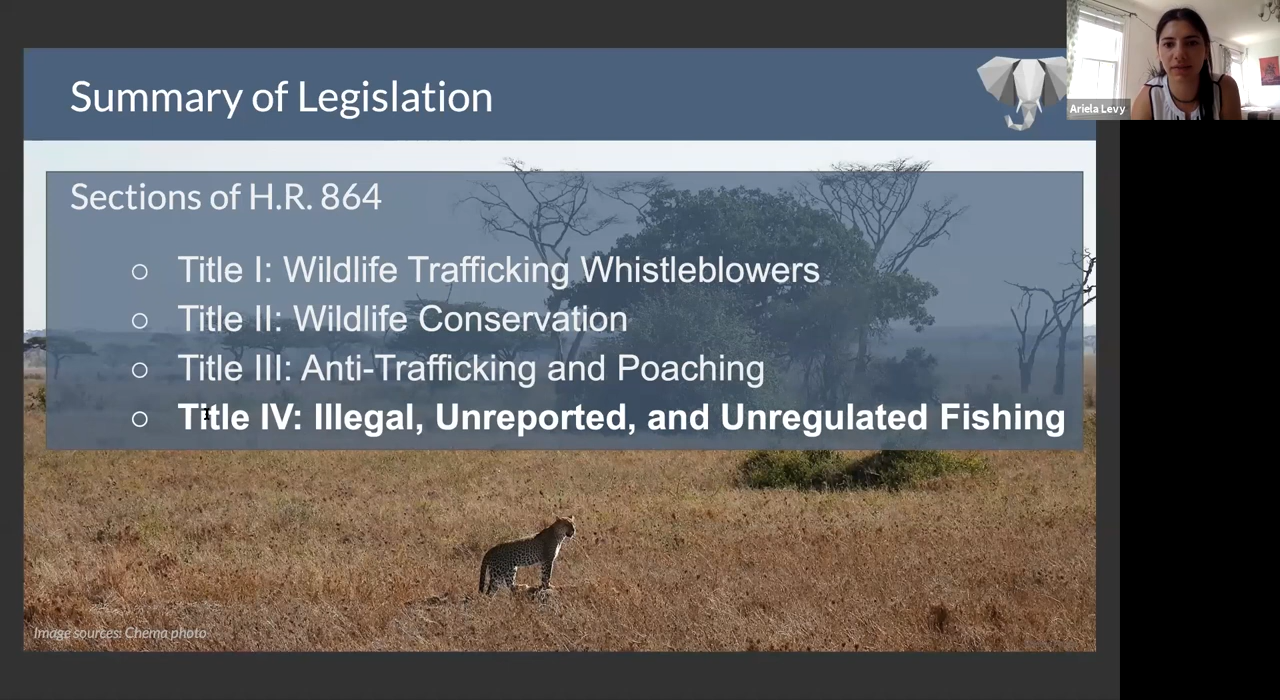 Summary of Legislation
Ariela Levy
Sections of H.R. 864
Title I: Wildlife Trafficking Whistleblowers
Title II: Wildlife Conservation
Title III: Anti-Trafficking and Poaching
Title IV: Illegal, Unreported, and Unregulated Fishing
Image sources: Chema photo